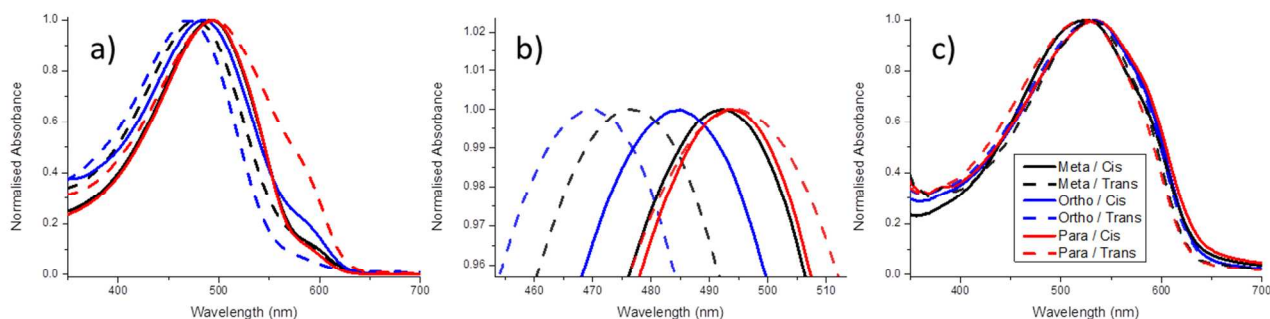 a)
Normalised Absorbance
1.0
0.8
0.6
0.4
0.2
0.0
400 500 600 700
Wavelength (nm)
b)
Normalised Absorbance
1.02
1.01
1.00
0.99
0.98
0.97
0.96
460 470 480 490 500 510
Wavelength (nm)
c)
Normalised Absorbance
1.0
0.8
0.6
0.4
0.2
0.0
400 500 600 700
Wavelength (nm)
Meta / Cis
Meta / Trans
Ortho / Cis
Ortho / Trans
Para / Cis
Para / Trans